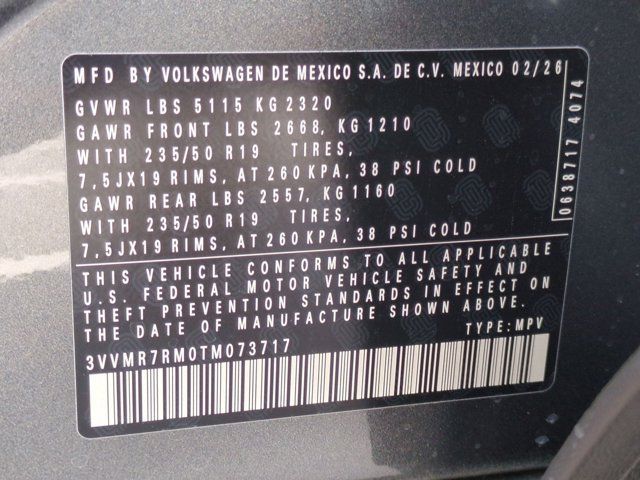 MFD BY VOLKSWAGEN DE MEXICO S.A. DE C.V. MEXICO 02/26
GVWR LBS 5115 KG 2320
GAWR FRONT LBS 2668, KG 1210
WITH 235/50 R19 TIRES,
7,5JX19 RIMS, AT 260 KPA, 38 PSI COLD
GAWR REAR LBS 2557, KG 1160
WITH 235/50 R19 TIRES,
7,5JX19 RIMS, AT 260 KPA, 38 PSI COLD
0638717 4074
THIS VEHICLE CONFORMS TO ALL APPLICABLE
U.S. FEDERAL MOTOR VEHICLE SAFETY AND
THEFT PREVENTION STANDARDS IN EFFECT ON
THE DATE OF MANUFACTURE SHOWN ABOVE.
3VVMR7RM0TM073717 TYPE: MPV